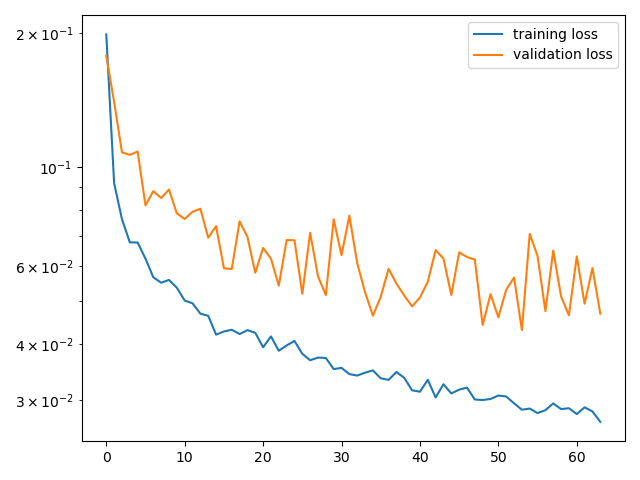 training loss
validation loss
2 × 10⁻¹
10⁻¹
6 × 10⁻²
4 × 10⁻²
3 × 10⁻²
0 10 20 30 40 50 60